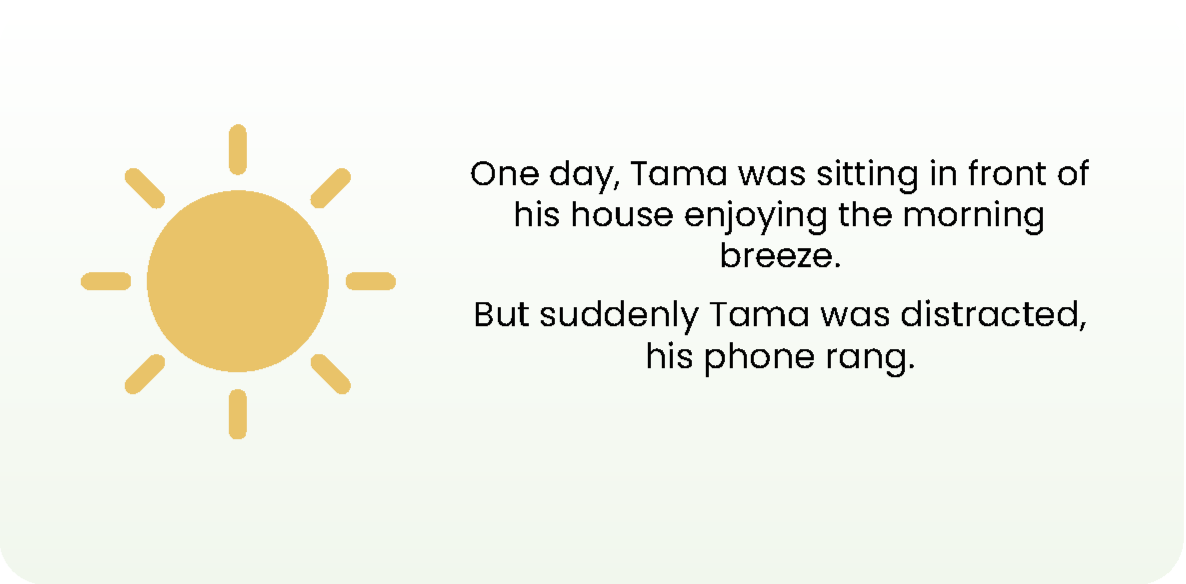 One day, Tama was sitting in front of
his house enjoying the morning
breeze.
But suddenly Tama was distracted,
his phone rang.